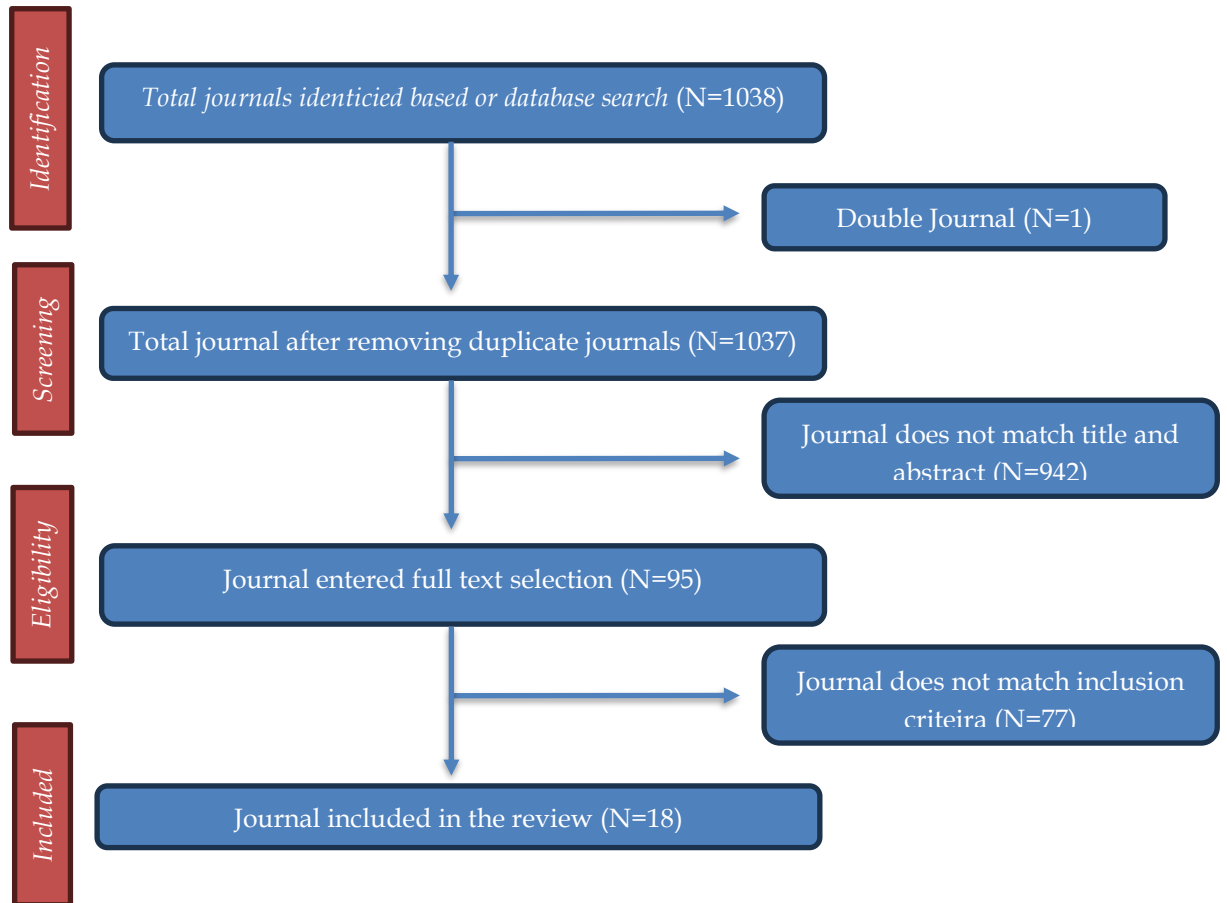 Identification
Total journals identicied based or database search (N=1038)
Double Journal (N=1)
Screening
Total journal after removing duplicate journals (N=1037)
Journal does not match title and
abstract (N=942)
Eligibility
Journal entered full text selection (N=95)
Journal does not match inclusion
criteira (N=77)
Included
Journal included in the review (N=18)